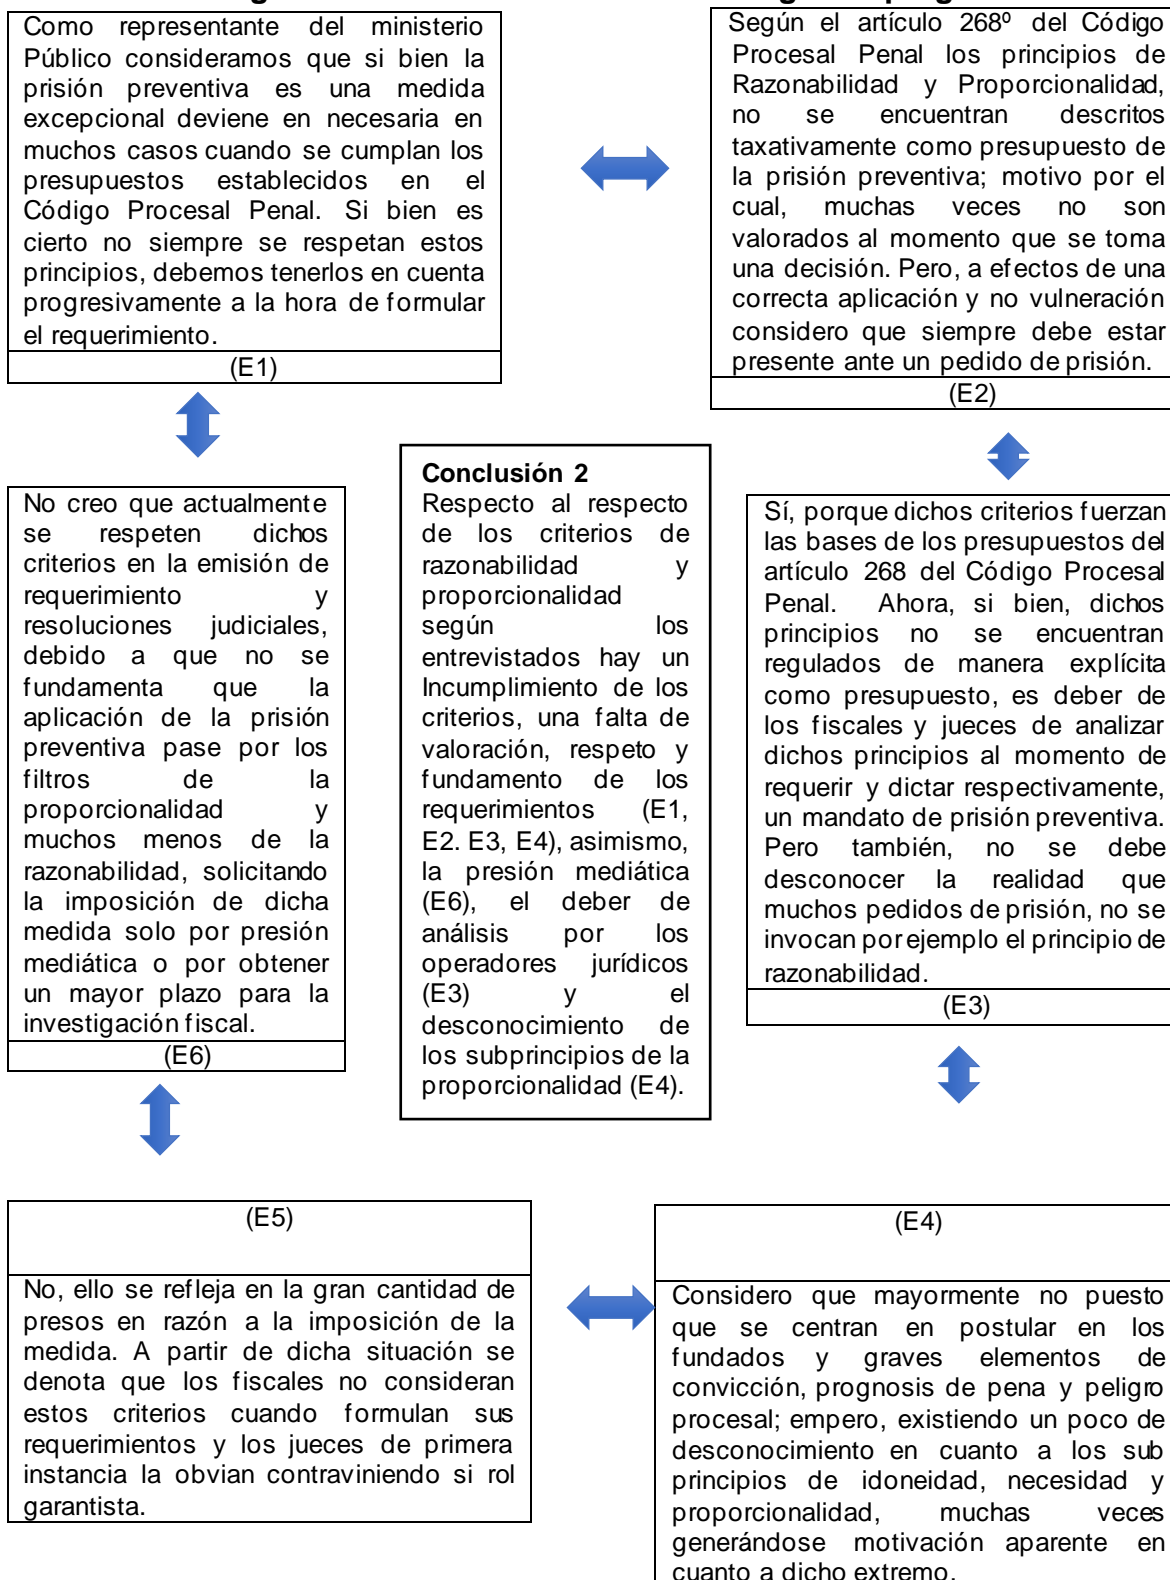 Como representante del ministerio
Público consideramos que si bien la
prisión preventiva es una medida
excepcional deviene en necesaria en
muchos casos cuando se cumplan los
presupuestos establecidos en el
Código Procesal Penal. Si bien es
cierto no siempre se respetan estos
principios, debemos tenerlos en cuenta
progresivamente a la hora de formular
el requerimiento.
(E1)
Según el artículo 268º del Código
Procesal Penal los principios de
Razonabilidad y Proporcionalidad,
no se encuentran descritos
taxativamente como presupuesto de
la prisión preventiva; motivo por el
cual, muchas veces no son
valorados al momento que se toma
una decisión. Pero, a efectos de una
correcta aplicación y no vulneración
considero que siempre debe estar
presente ante un pedido de prisión.
(E2)
No creo que actualmente
se respeten dichos
criterios en la emisión de
requerimiento y
resoluciones judiciales,
debido a que no se
fundamenta que la
aplicación de la prisión
preventiva pase por los
filtros de la
proporcionalidad y
muchos menos de la
razonabilidad, solicitando
la imposición de dicha
medida solo por presión
mediática o por obtener
un mayor plazo para la
investigación fiscal.
(E6)
Conclusión 2
Respecto al respecto
de los criterios de
razonabilidad y
proporcionalidad
según los
entrevistados hay un
Incumplimiento de los
criterios, una falta de
valoración, respeto y
fundamento de los
requerimientos (E1,
E2. E3, E4), asimismo,
la presión mediática
(E6), el deber de
análisis por los
operadores jurídicos
(E3) y el
desconocimiento de
los subprincipios de la
proporcionalidad (E4).
Sí, porque dichos criterios fuerzan
las bases de los presupuestos del
artículo 268 del Código Procesal
Penal. Ahora, si bien, dichos
principios no se encuentran
regulados de manera explícita
como presupuesto, es deber de
los fiscales y jueces de analizar
dichos principios al momento de
requerir y dictar respectivamente,
un mandato de prisión preventiva.
Pero también, no se debe
desconocer la realidad que
muchos pedidos de prisión, no se
invocan por ejemplo el principio de
razonabilidad.
(E3)
(E5)
No, ello se refleja en la gran cantidad de
presos en razón a la imposición de la
medida. A partir de dicha situación se
denota que los fiscales no consideran
estos criterios cuando formulan sus
requerimientos y los jueces de primera
instancia la obvian contraviniendo si rol
garantista.
(E4)
Considero que mayormente no puesto
que se centran en postular en los
fundados y graves elementos de
convicción, prognosis de pena y peligro
procesal; empero, existiendo un poco de
desconocimiento en cuanto a los sub
principios de idoneidad, necesidad y
proporcionalidad, muchas veces
generándose motivación aparente en
cuanto a dicho extremo.